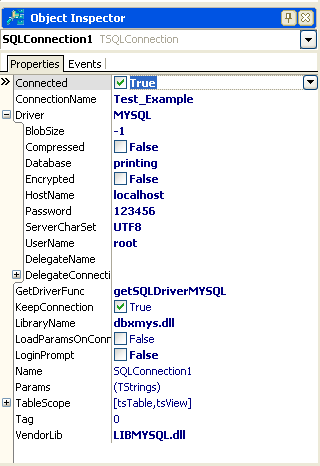 Object Inspector
SQLConnection1 TSQLConnection
Properties Events
Connected True
ConnectionName Test_Example
Driver MYSQL
BlobSize -1
Compressed False
Database printing
Encrypted False
HostName localhost
Password 123456
ServerCharSet UTF8
UserName root
DelegateName
DelegateConnecti
GetDriverFunc getSQLDriverMYSQL
KeepConnection True
LibraryName dbxmys.dll
LoadParamsOnConn False
LoginPrompt False
Name SQLConnection1
Params (TStrings)
TableScope [tsTable,tsView]
Tag 0
VendorLib LIBMYSQL.dll